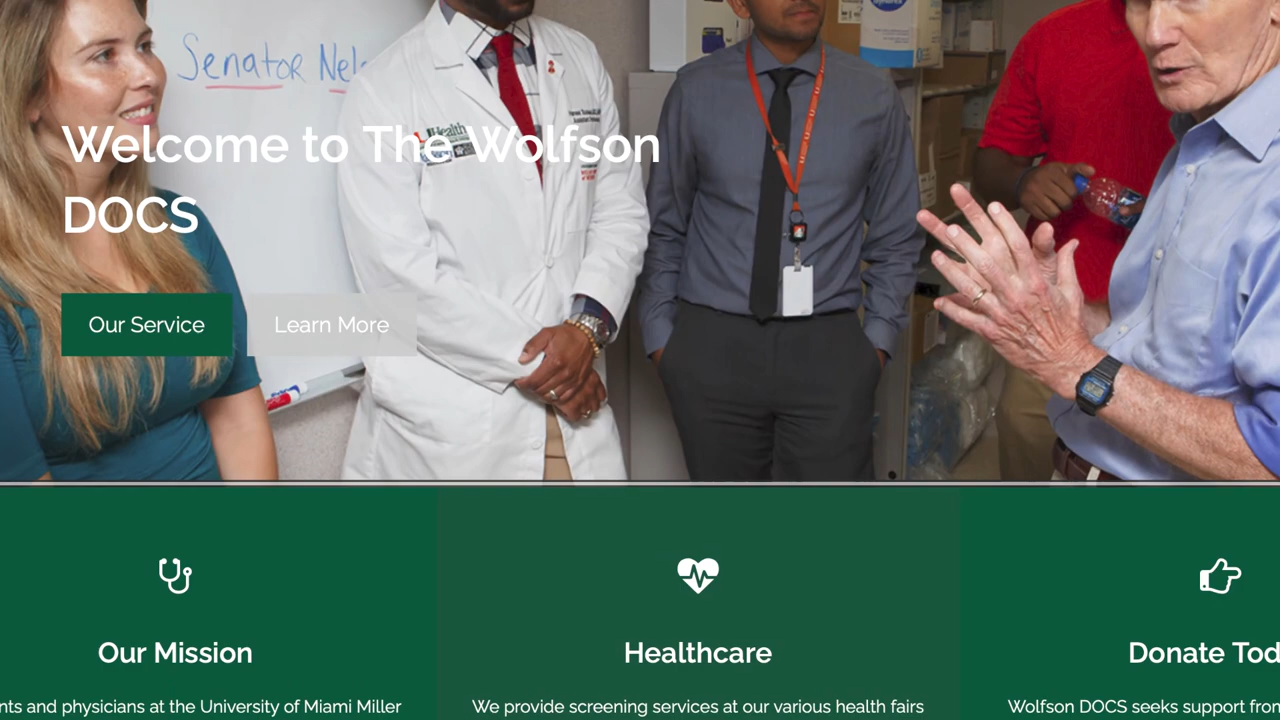 Senator Nel
Health
Welcome to The Wolfson
DOCS
Our Service
Learn More
Our Mission
Healthcare
Donate Tod
nts and physicians at the University of Miami Miller
We provide screening services at our various health fairs
Wolfson DOCS seeks support from